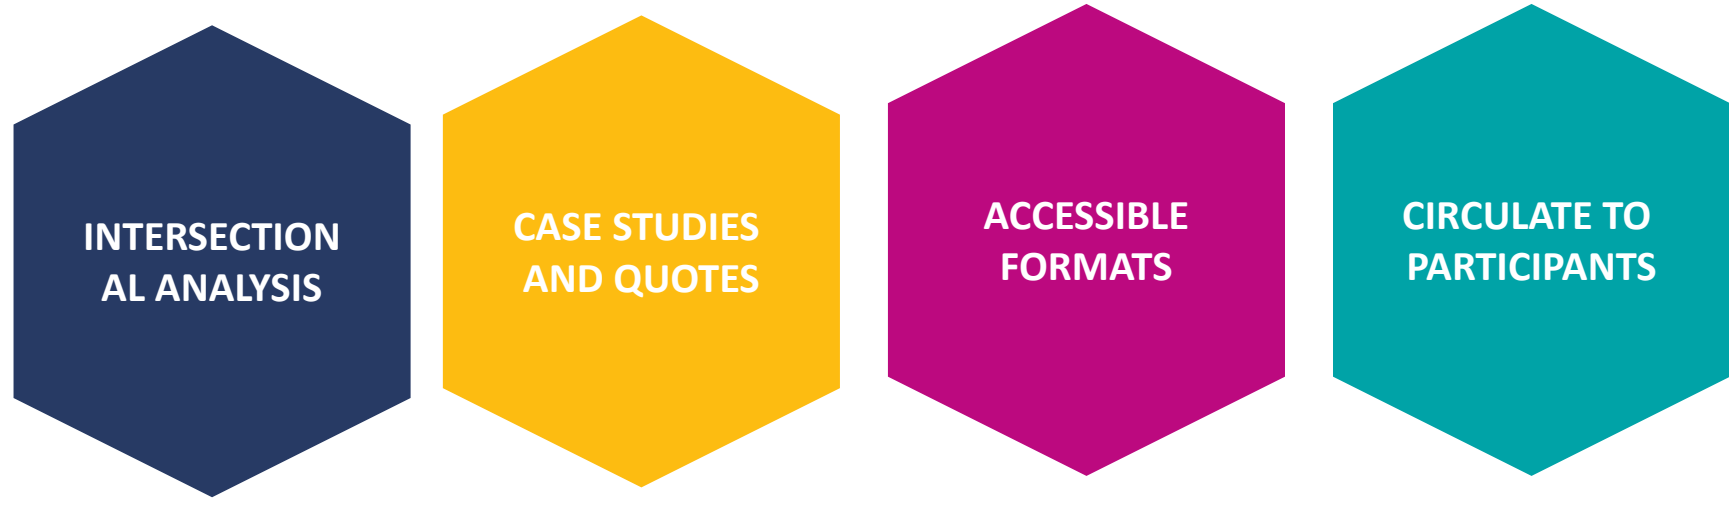 INTERSECTION
AL ANALYSIS
CASE STUDIES
AND QUOTES
ACCESSIBLE
FORMATS
CIRCULATE TO
PARTICIPANTS